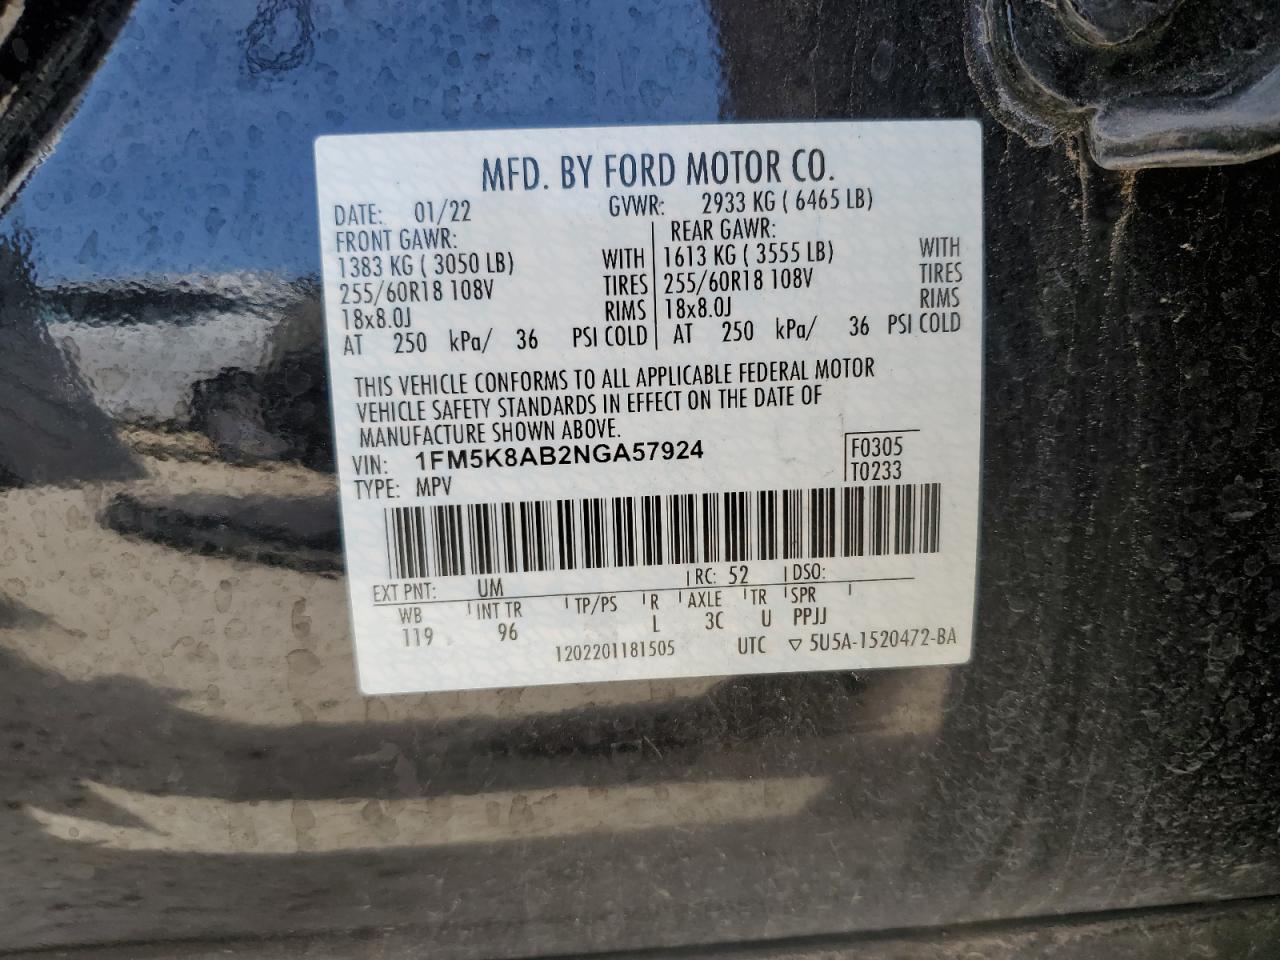 MFD. BY FORD MOTOR CO.
DATE: 01/22 GVWR: 2933 KG ( 6465 LB)
FRONT GAWR: REAR GAWR:
1383 KG ( 3050 LB) WITH 1613 KG ( 3555 LB) WITH
255/60R18 108V TIRES 255/60R18 108V TIRES
18x8.0J RIMS 18x8.0J RIMS
AT 250 kPa/ 36 PSI COLD AT 250 kPa/ 36 PSI COLD
THIS VEHICLE CONFORMS TO ALL APPLICABLE FEDERAL MOTOR
VEHICLE SAFETY STANDARDS IN EFFECT ON THE DATE OF
MANUFACTURE SHOWN ABOVE.
VIN: 1FM5K8AB2NGA57924 F0305
TYPE: MPV T0233
EXT PNT: UM RC: 52 DSO:
WB INT TR TP/PS R AXLE TR SPR
119 96 L 3C U PPJJ
1202201181505 UTC ▽ 5U5A-1520472-BA